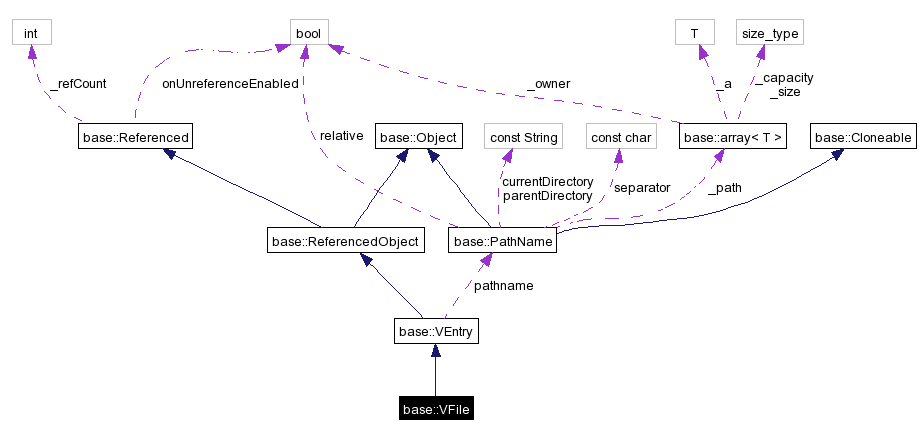 int
bool
T
size_type
_refCount
onUnreferenceEnabled
_owner
_a
_capacity
_size
base::Referenced
relative
base::Object
const String
const char
base::array< T >
base::Cloneable
currentDirectory
parentDirectory
separator
_path
base::ReferencedObject
base::PathName
pathname
base::VEntry
base::VFile